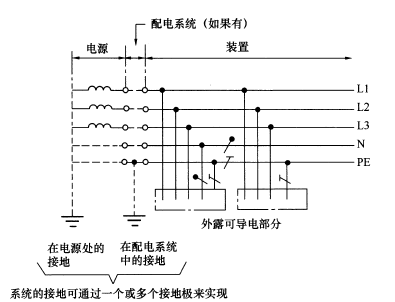 配电系统（如果有）
电源
装置
L1
L2
L3
N
PE
外露可导电部分
在电源处的
接地
在配电系统
中的接地
系统的接地可通过一个或多个接地极来实现